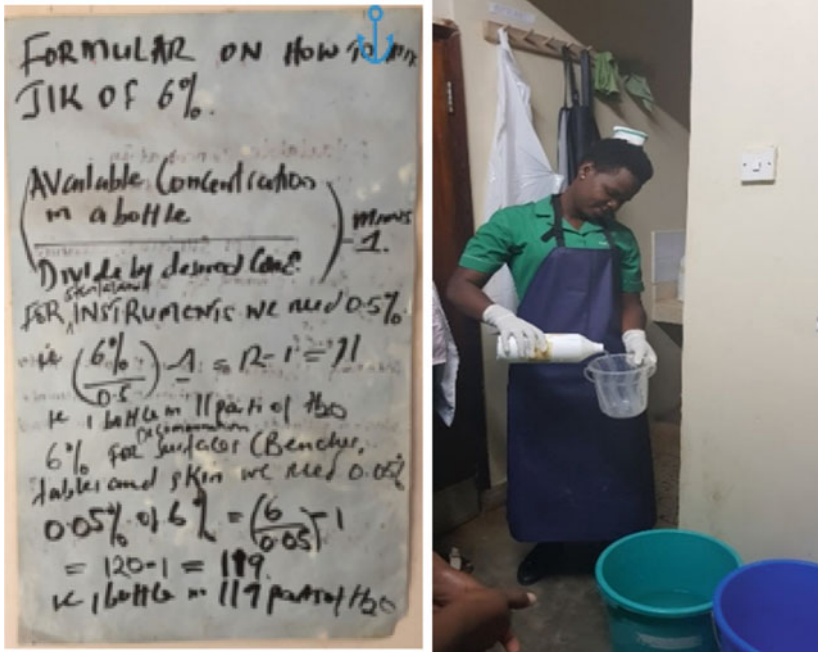 FORMULAR ON HOW TO MIX
JIK OF 6%.
(Available Concentration
in a bottle
Divide by desired Conc.) - minus
1.
FOR INSTRUMENTS we need 0.5%
ie (6%/0.5) - 1 = 12-1 = 11
ie 1 bottle in 11 parts of H20
Decontamination
6% for Surfaces (Benches,
tables and skin we need 0.05%
0.05% of 6% = (6/0.05)-1
= 120-1 = 119.
ie 1 bottle in 119 parts of H20